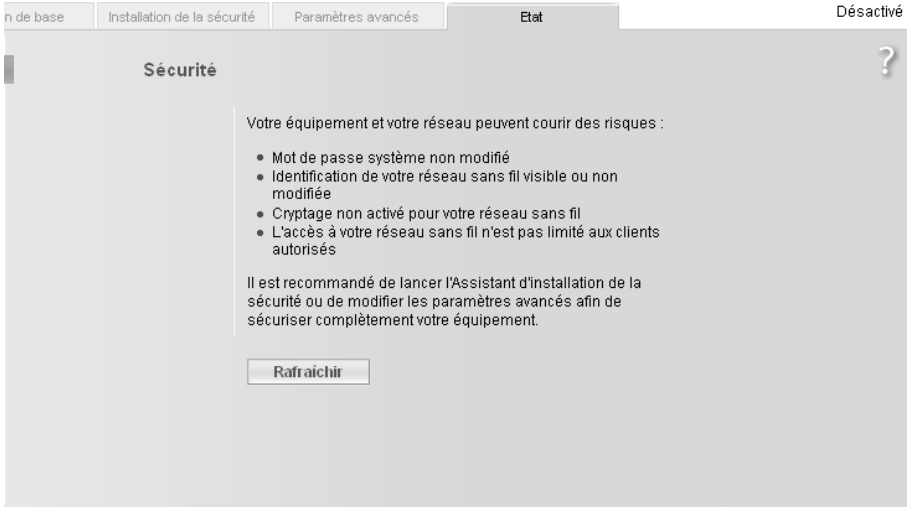 n de base
Installation de la sécurité
Paramètres avancés
Etat
Désactivé
Sécurité
?
Votre équipement et votre réseau peuvent courir des risques :
• Mot de passe système non modifié
• Identification de votre réseau sans fil visible ou non
modifiée
• Cryptage non activé pour votre réseau sans fil
• L'accès à votre réseau sans fil n'est pas limité aux clients
autorisés
Il est recommandé de lancer l'Assistant d'installation de la
sécurité ou de modifier les paramètres avancés afin de
sécuriser complètement votre équipement.
Rafraîchir